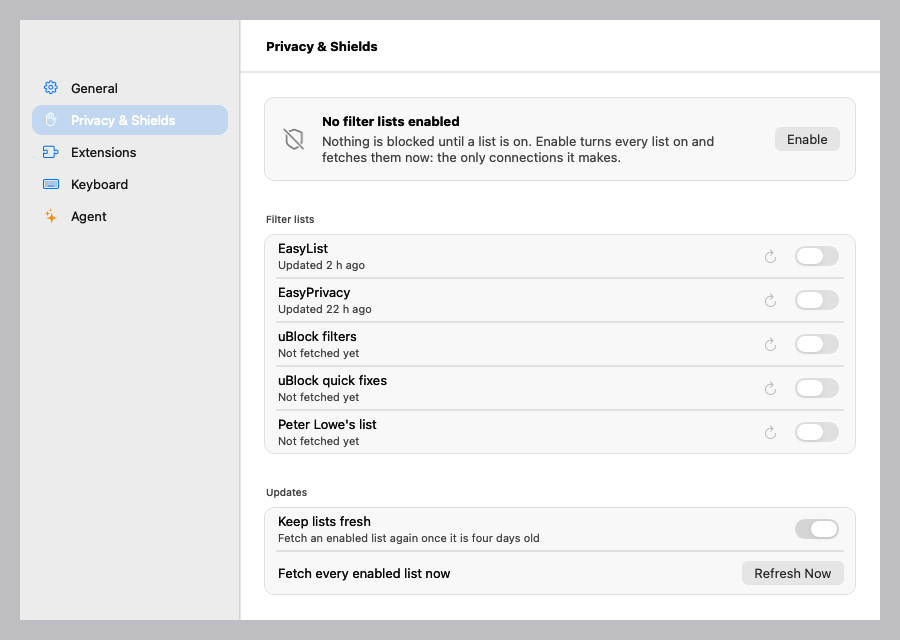 Privacy & Shields
General
Privacy & Shields
Extensions
Keyboard
Agent
No filter lists enabled
Nothing is blocked until a list is on. Enable turns every list on and
fetches them now: the only connections it makes.
Enable
Filter lists
EasyList
Updated 2 h ago
EasyPrivacy
Updated 22 h ago
uBlock filters
Not fetched yet
uBlock quick fixes
Not fetched yet
Peter Lowe's list
Not fetched yet
Updates
Keep lists fresh
Fetch an enabled list again once it is four days old
Fetch every enabled list now
Refresh Now